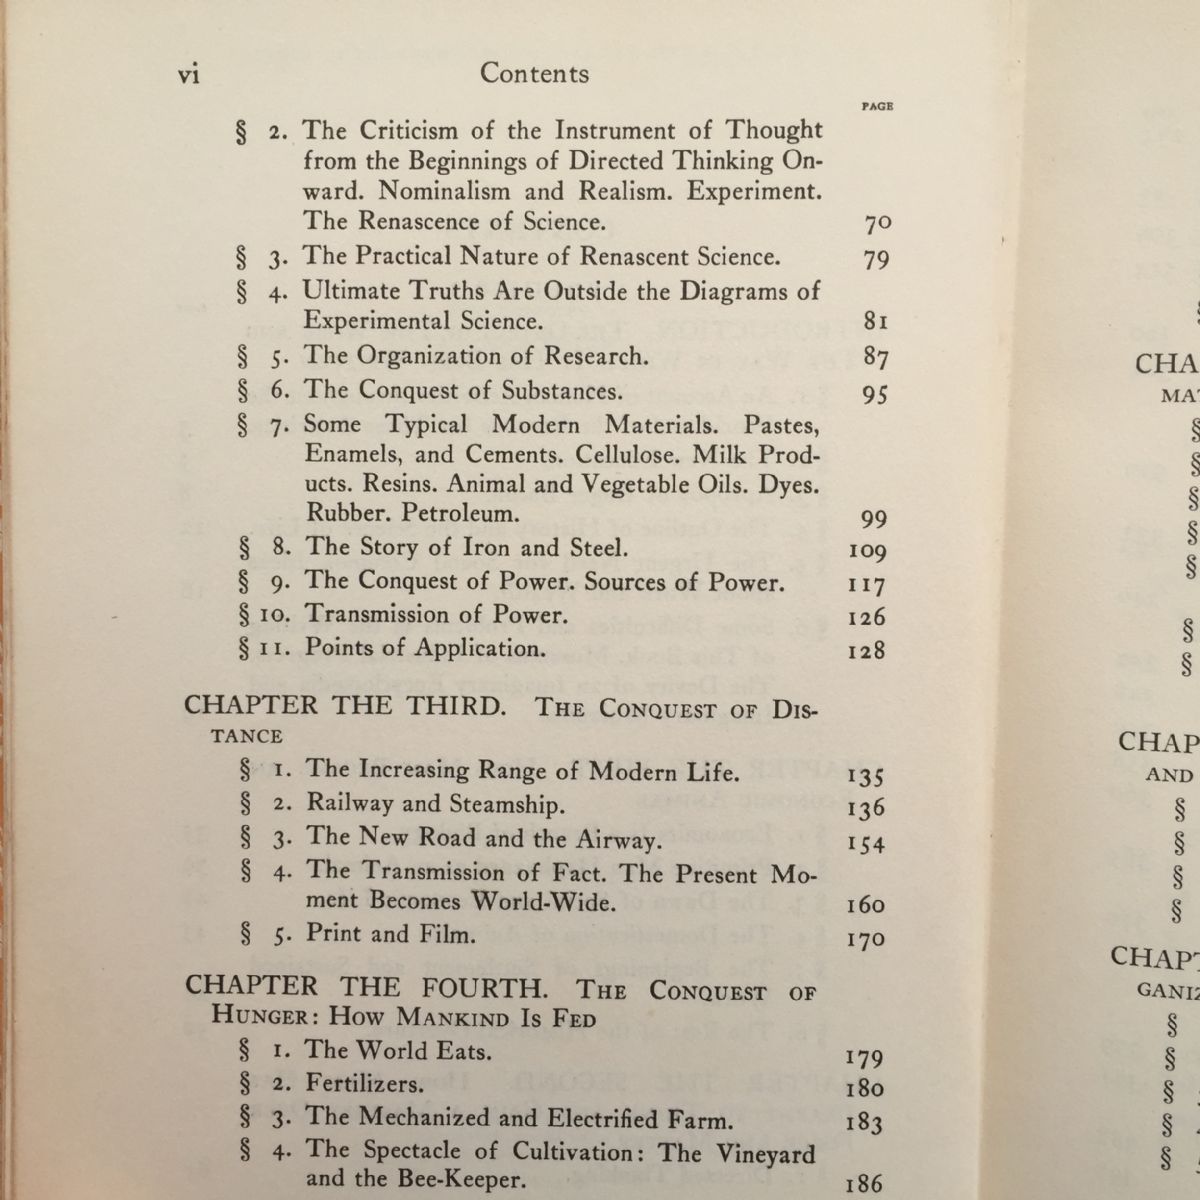 vi Contents
PAGE
§ 2. The Criticism of the Instrument of Thought
from the Beginnings of Directed Thinking On-
ward. Nominalism and Realism. Experiment.
The Renascence of Science. 70
§ 3. The Practical Nature of Renascent Science. 79
§ 4. Ultimate Truths Are Outside the Diagrams of
Experimental Science. 81
§ 5. The Organization of Research. 87
§ 6. The Conquest of Substances. 95
§ 7. Some Typical Modern Materials. Pastes,
Enamels, and Cements. Cellulose. Milk Prod-
ucts. Resins. Animal and Vegetable Oils. Dyes.
Rubber. Petroleum. 99
§ 8. The Story of Iron and Steel. 109
§ 9. The Conquest of Power. Sources of Power. 117
§ 10. Transmission of Power. 126
§ 11. Points of Application. 128
CHAPTER THE THIRD. The Conquest of Dis-
tance
§ 1. The Increasing Range of Modern Life. 135
§ 2. Railway and Steamship. 136
§ 3. The New Road and the Airway. 154
§ 4. The Transmission of Fact. The Present Mo-
ment Becomes World-Wide. 160
§ 5. Print and Film. 170
CHAPTER THE FOURTH. The Conquest of
Hunger: How Mankind Is Fed
§ 1. The World Eats. 179
§ 2. Fertilizers. 180
§ 3. The Mechanized and Electrified Farm. 183
§ 4. The Spectacle of Cultivation: The Vineyard
and the Bee-Keeper. 186
§
CHA
MAT
§
§
§
§
§
§
§
CHAP
AND
§
§
§
§
CHAPT
GANIZ
§
§
§
§
§